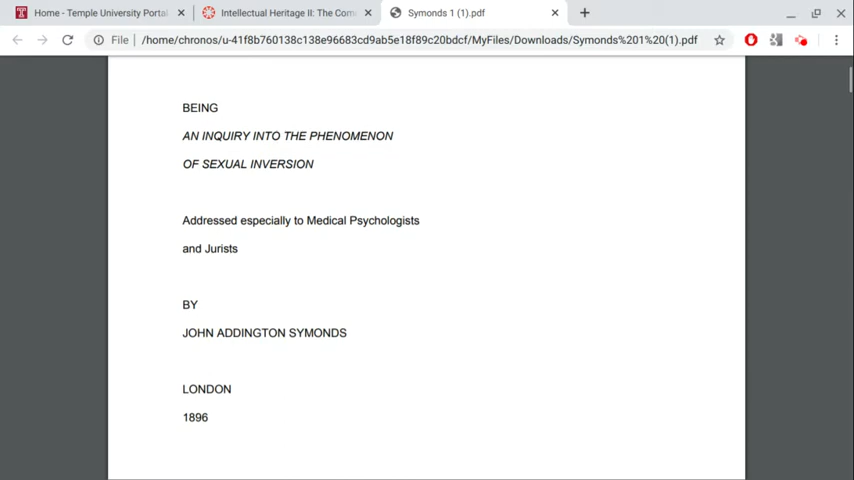 Home - Temple University Portal
Intellectual Heritage II: The Com
Symonds 1 (1).pdf
File
/home/chronos/u-41f8b760138c138e96683cd9ab5e18f89c20bdcf/MyFiles/Downloads/Symonds%201%20(1).pdf
BEING
AN INQUIRY INTO THE PHENOMENON
OF SEXUAL INVERSION
Addressed especially to Medical Psychologists
and Jurists
BY
JOHN ADDINGTON SYMONDS
LONDON
1896